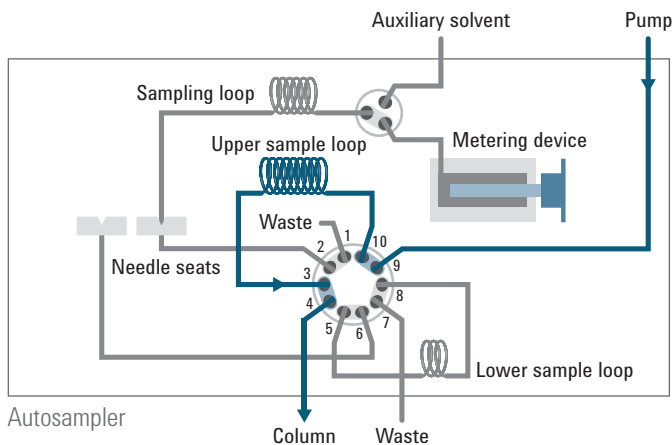 Auxiliary solvent
Pump
Sampling loop
Metering device
Upper sample loop
Waste
Needle seats
1
2
3
4
5
6
7
8
9
10
Lower sample loop
Autosampler
Column
Waste